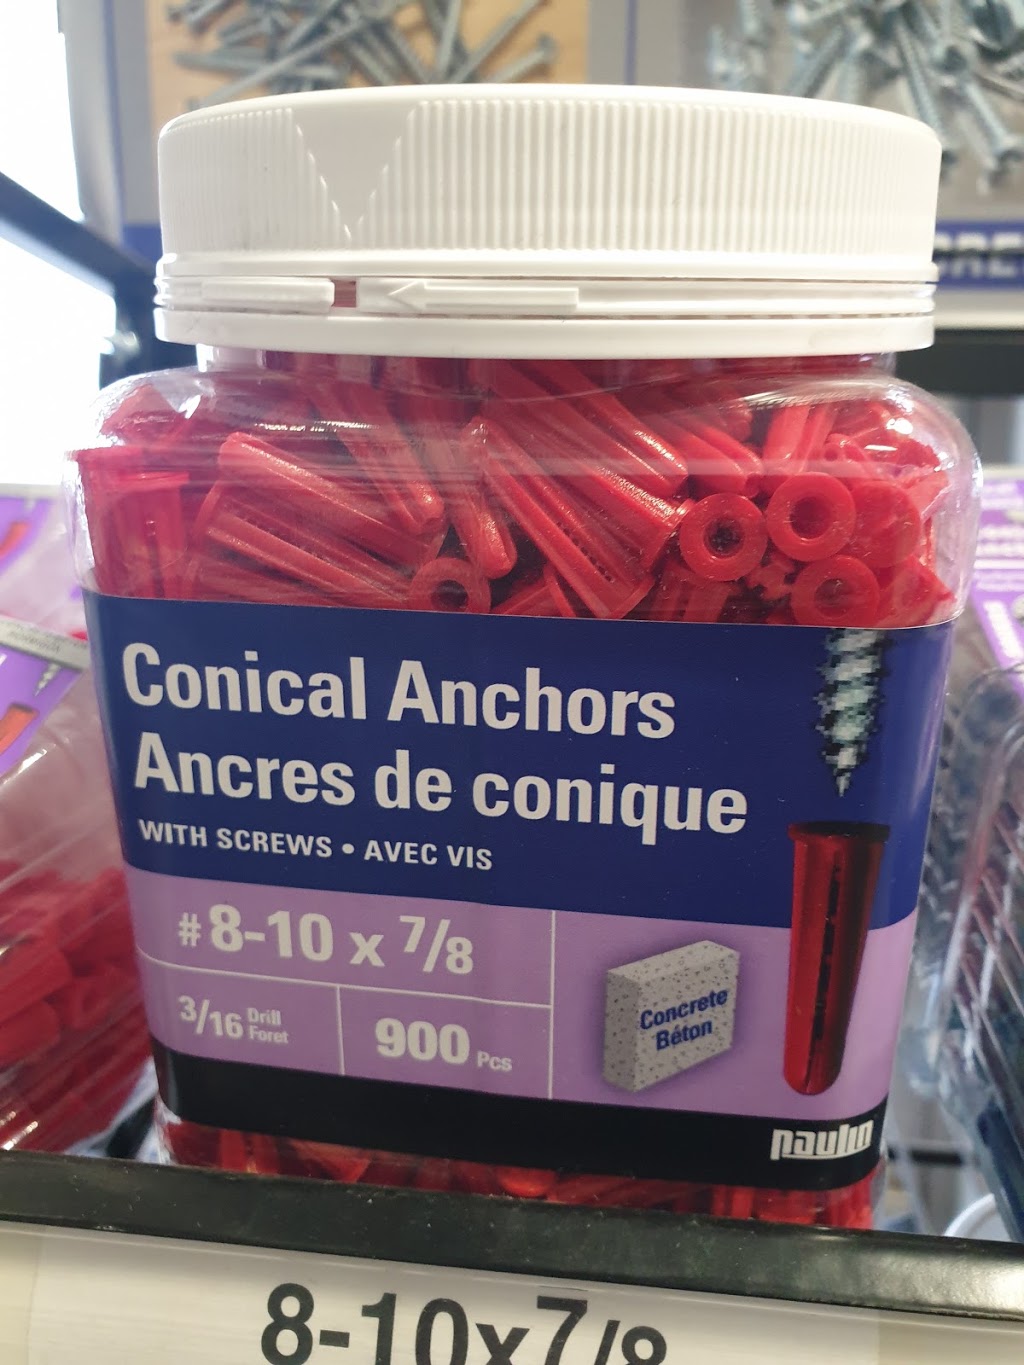 Conical Anchors
Ancres de conique
WITH SCREWS • AVEC VIS
# 8-10 x 7/8
3/16 Drill
Foret
900 Pcs
Concrete
Béton
paulin
8-10x7/8